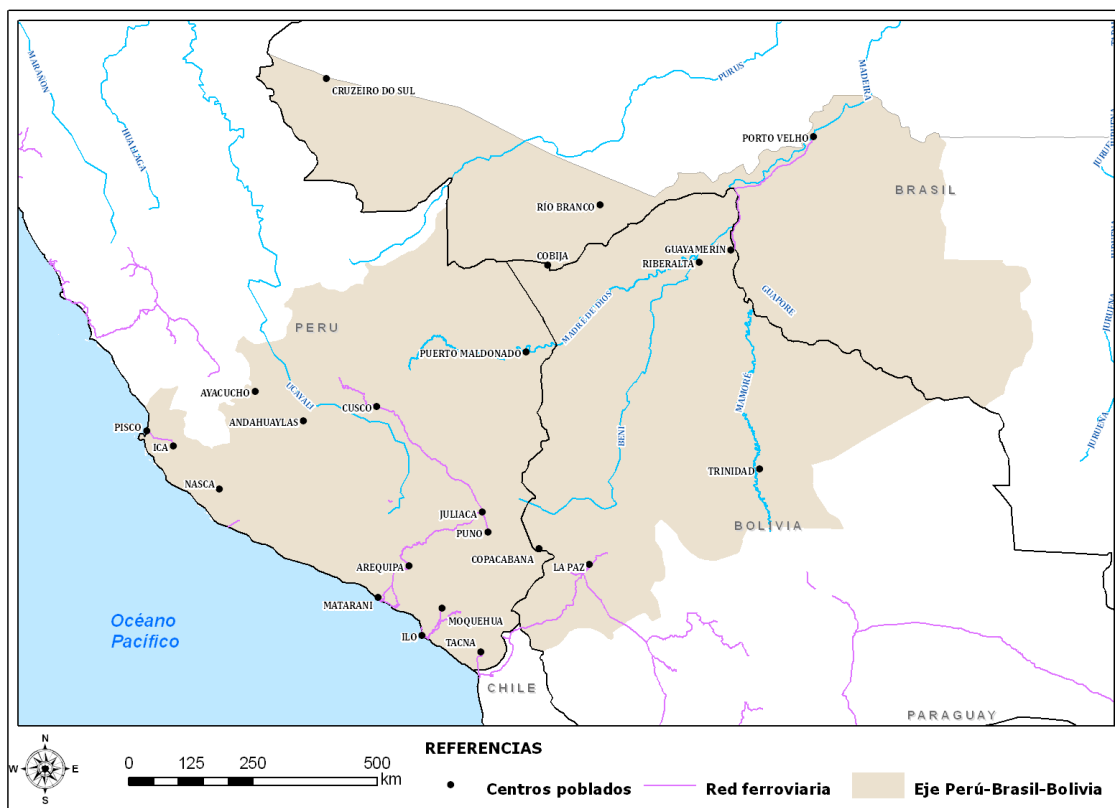 MARAÑON
HUALLAGA
CRUZEIRO DO SUL
PURUS
MADEIRA
PORTO VELHO
BRASIL
RIO BRANCO
GUAYAMERIN
COBIJA
RIBERALTA
GUAPORE
MADRE DE DIOS
PERU
JURUENA
PUERTO MALDONADO
UCAYALI
AYACUCHO
CUSCO
MAMORÉ
ANDAHUAYLAS
PISCO
ICA
BENI
JURUEÑA
TRINIDAD
NASCA
JULIACA
PUNO
BOLIVIA
COPACABANA
AREQUIPA
LA PAZ
MATARANI
MOQUEHUA
Océano
Pacífico
ILO
TACNA
CHILE
PARAGUAY
N
W
E
S
0
125
250
500
km
REFERENCIAS
Centros poblados
Red ferroviaria
Eje Perú-Brasil-Bolivia